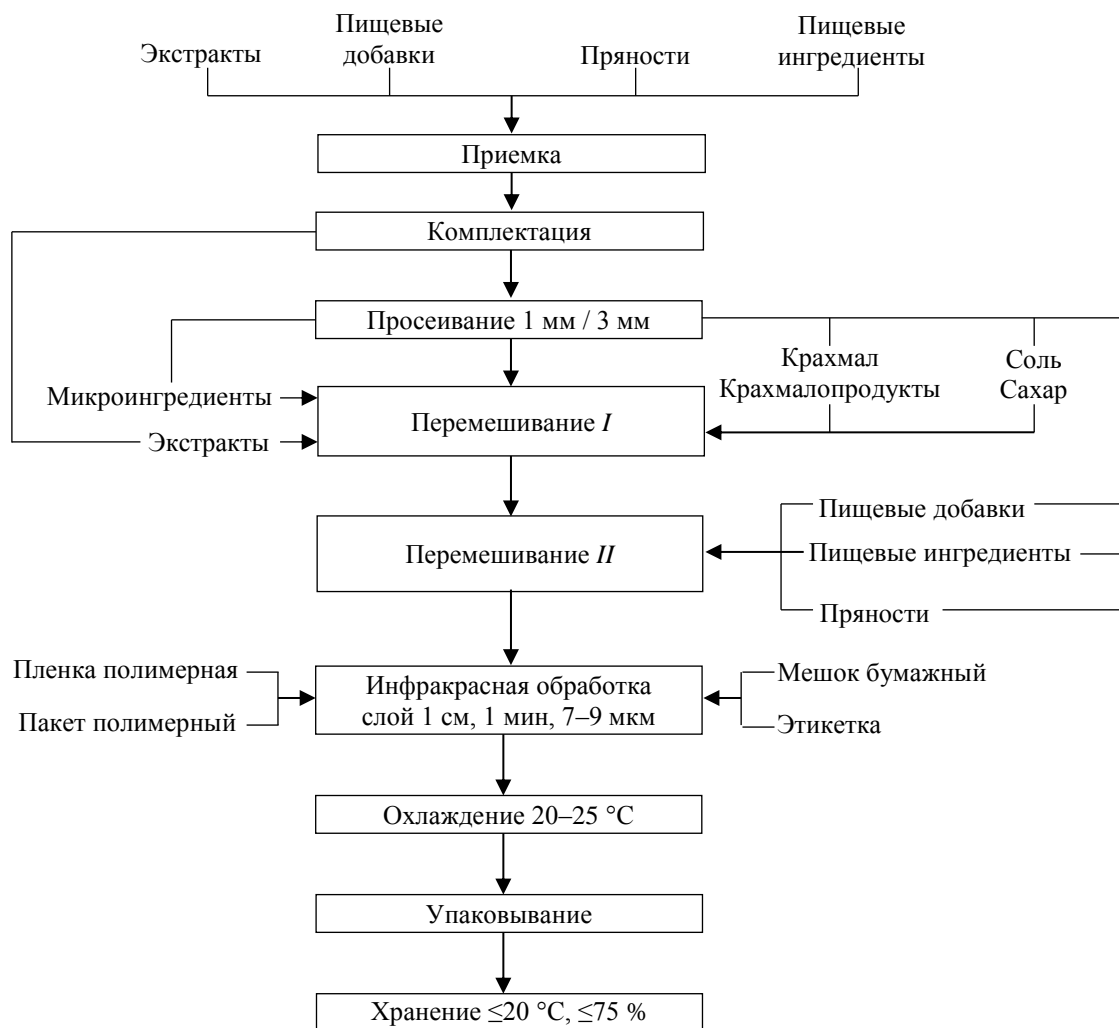 Экстракты
Пищевые
добавки
Пряности
Пищевые
ингредиенты
Приемка
Комплектация
Просеивание 1 мм / 3 мм
Крахмал
Крахмалопродукты
Соль
Сахар
Микроингредиенты
Экстракты
Перемешивание I
Перемешивание II
Пищевые добавки
Пищевые ингредиенты
Пряности
Пленка полимерная
Пакет полимерный
Инфракрасная обработка
слой 1 см, 1 мин, 7–9 мкм
Мешок бумажный
Этикетка
Охлаждение 20–25 °C
Упаковывание
Хранение ≤20 °C, ≤75 %